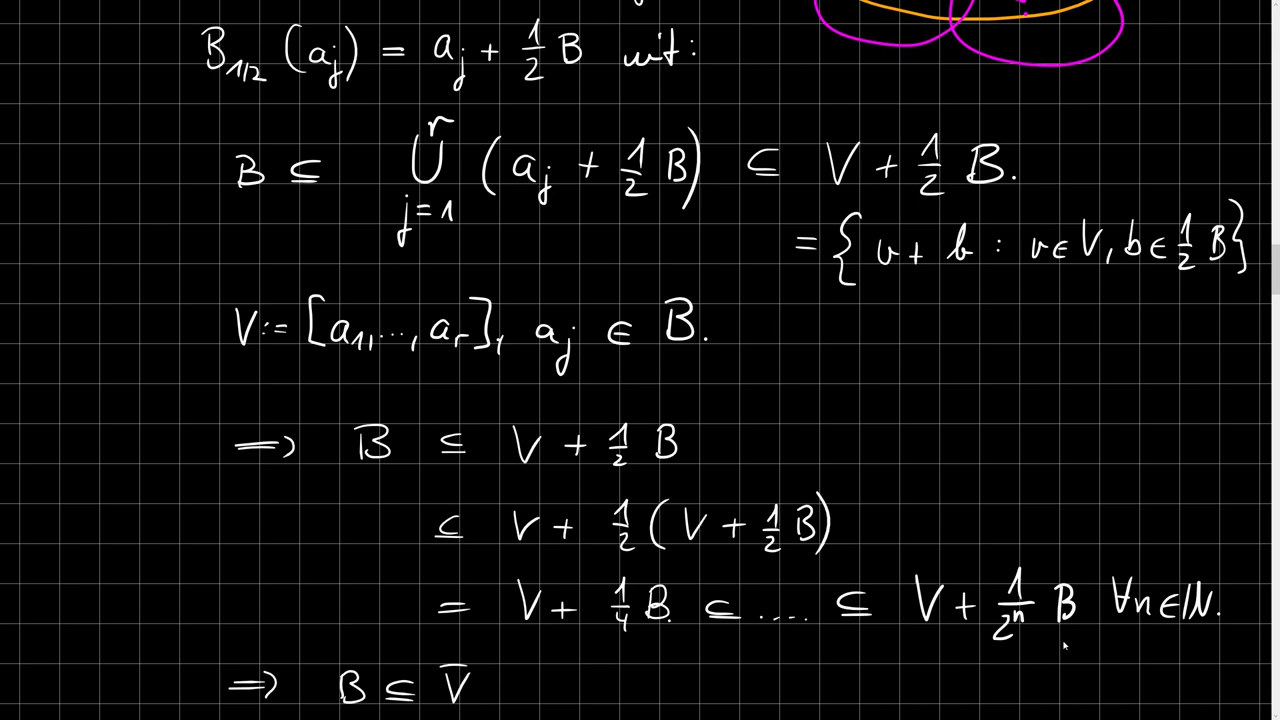 B_{1/2} (a_j) = a_j + 1/2 B mit:
B ⊆ ⋃_{j=1}^{r} (a_j + 1/2 B) ⊆ V + 1/2 B.
= { v + b : v ∈ V, b ∈ 1/2 B }
V := [a_1, ..., a_r], a_j ∈ B.
⟹ B ⊆ V + 1/2 B
⊆ V + 1/2 (V + 1/2 B)
= V + 1/4 B ⊆ .... ⊆ V + 1/2^n B ∀n∈ℕ.
⟹ B ⊆ V̅